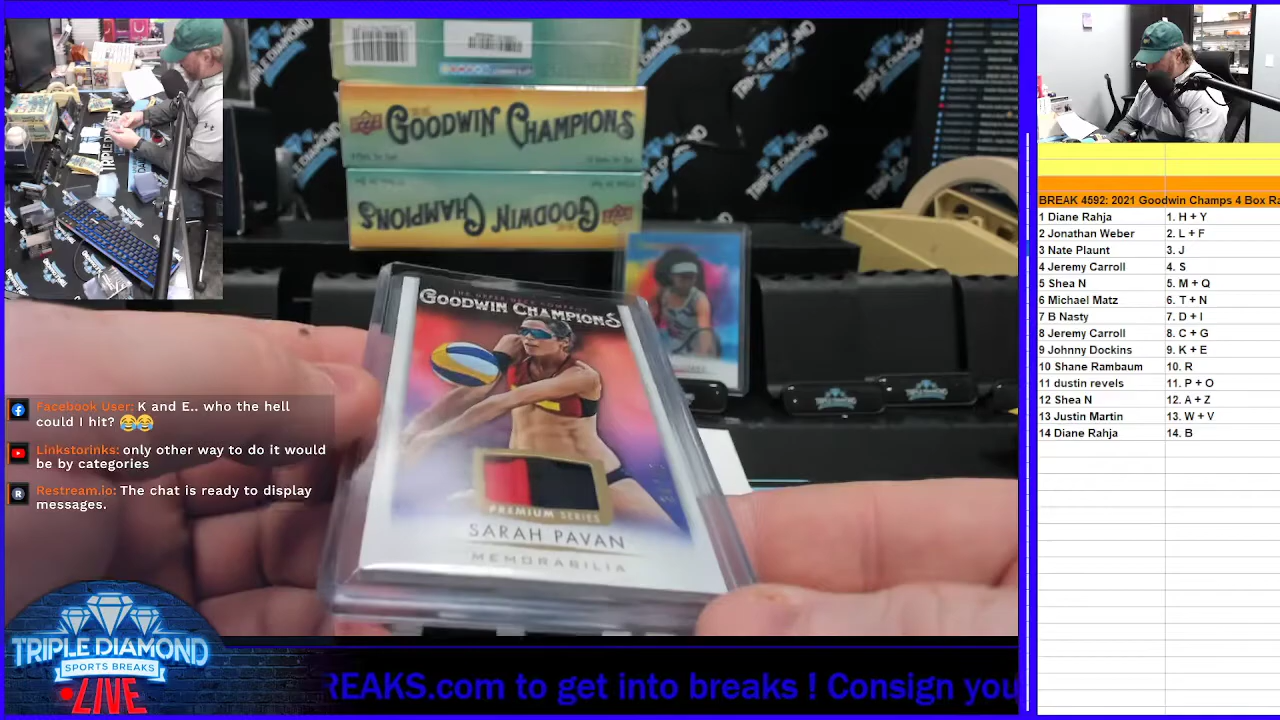 GOODWIN CHAMPIONS
GOODWIN CHAMPIONS
THE UPPER DECK COMPANY
GOODWIN CHAMPIONS
PREMIUM SERIES
SARAH PAVAN
MEMORABILIA
Facebook User: K and E.. who the hell
could I hit? 😂😂
Linkstorinks: only other way to do it would
be by categories
Restream.io: The chat is ready to display
messages.
TRIPLE DIAMOND
SPORTS BREAKS
LIVE
REAKS.com to get into breaks ! Consign you
BREAK 4592: 2021 Goodwin Champs 4 Box Ra
1 Diane Rahja 1. H + Y
2 Jonathan Weber 2. L + F
3 Nate Plaunt 3. J
4 Jeremy Carroll 4. S
5 Shea N 5. M + Q
6 Michael Matz 6. T + N
7 B Nasty 7. D + I
8 Jeremy Carroll 8. C + G
9 Johnny Dockins 9. K + E
10 Shane Rambaum 10. R
11 dustin revels 11. P + O
12 Shea N 12. A + Z
13 Justin Martin 13. W + V
14 Diane Rahja 14. B